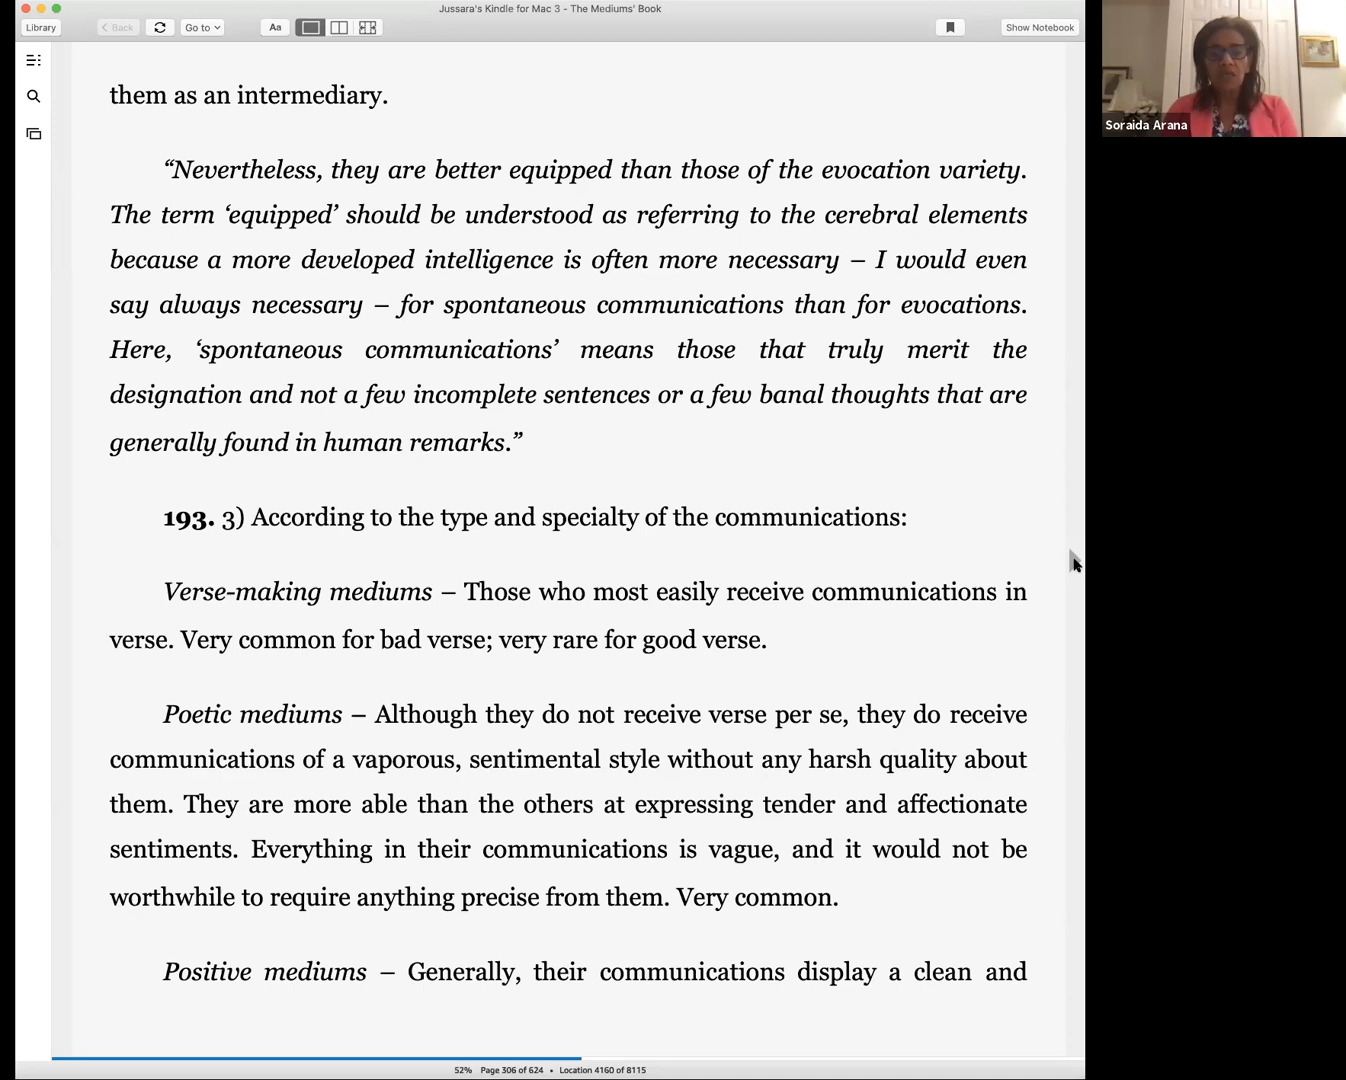 Jussara's Kindle for Mac 3 - The Mediums' Book
Library
Back
Go to
Aa
Show Notebook
them as an intermediary.
“Nevertheless, they are better equipped than those of the evocation variety.
The term ‘equipped’ should be understood as referring to the cerebral elements
because a more developed intelligence is often more necessary – I would even
say always necessary – for spontaneous communications than for evocations.
Here, ‘spontaneous communications’ means those that truly merit the
designation and not a few incomplete sentences or a few banal thoughts that are
generally found in human remarks.”
193. 3) According to the type and specialty of the communications:
Verse-making mediums – Those who most easily receive communications in
verse. Very common for bad verse; very rare for good verse.
Poetic mediums – Although they do not receive verse per se, they do receive
communications of a vaporous, sentimental style without any harsh quality about
them. They are more able than the others at expressing tender and affectionate
sentiments. Everything in their communications is vague, and it would not be
worthwhile to require anything precise from them. Very common.
Positive mediums – Generally, their communications display a clean and
52% Page 306 of 624 • Location 4160 of 8115
Soraida Arana